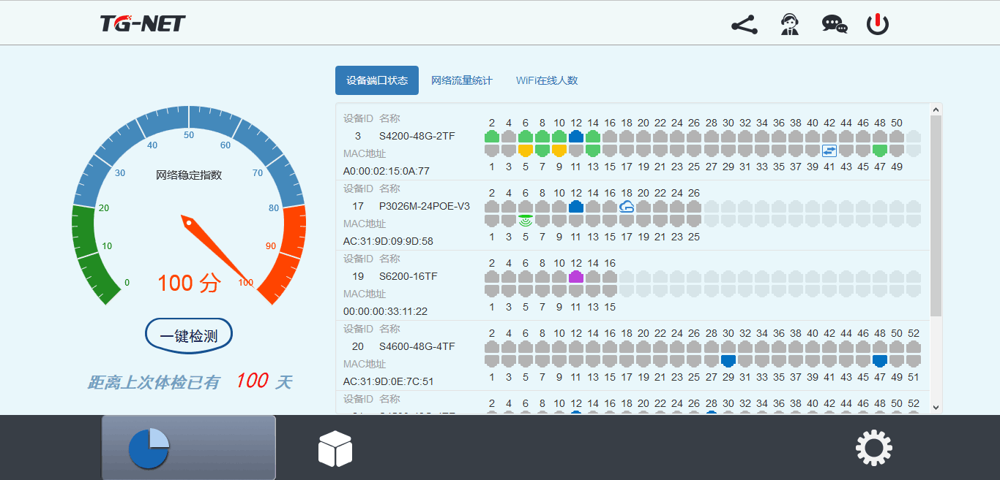 TG-NET
设备端口状态 网络流量统计 WiFi在线人数
0 10 20 30 40 50 60 70 80 90 100
网络稳定指数
100 分
一键检测
距离上次体检已有 100 天
设备ID 名称
3 S4200-48G-2TF
MAC地址
A0:00:02:15:0A:77
2 4 6 8 10 12 14 16 18 20 22 24 26 28 30 32 34 36 38 40 42 44 46 48 50
1 3 5 7 9 11 13 15 17 19 21 23 25 27 29 31 33 35 37 39 41 43 45 47 49
设备ID 名称
17 P3026M-24POE-V3
MAC地址
AC:31:9D:09:9D:58
2 4 6 8 10 12 14 16 18 20 22 24 26
1 3 5 7 9 11 13 15 17 19 21 23 25
设备ID 名称
19 S6200-16TF
MAC地址
00:00:00:33:11:22
2 4 6 8 10 12 14 16
1 3 5 7 9 11 13 15
设备ID 名称
20 S4600-48G-4TF
MAC地址
AC:31:9D:0E:7C:51
2 4 6 8 10 12 14 16 18 20 22 24 26 28 30 32 34 36 38 40 42 44 46 48 50 52
1 3 5 7 9 11 13 15 17 19 21 23 25 27 29 31 33 35 37 39 41 43 45 47 49 51
设备ID 名称
2 4 6 8 10 12 14 16 18 20 22 24 26 28 30 32 34 36 38 40 42 44 46 48 50 52